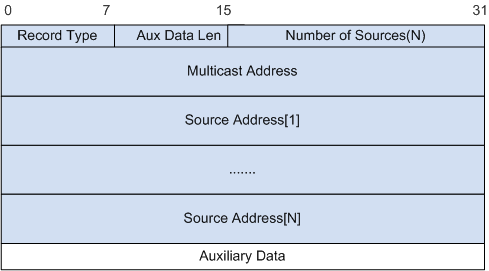 0 7 15 31
Record Type Aux Data Len Number of Sources(N)
Multicast Address
Source Address[1]
.......
Source Address[N]
Auxiliary Data